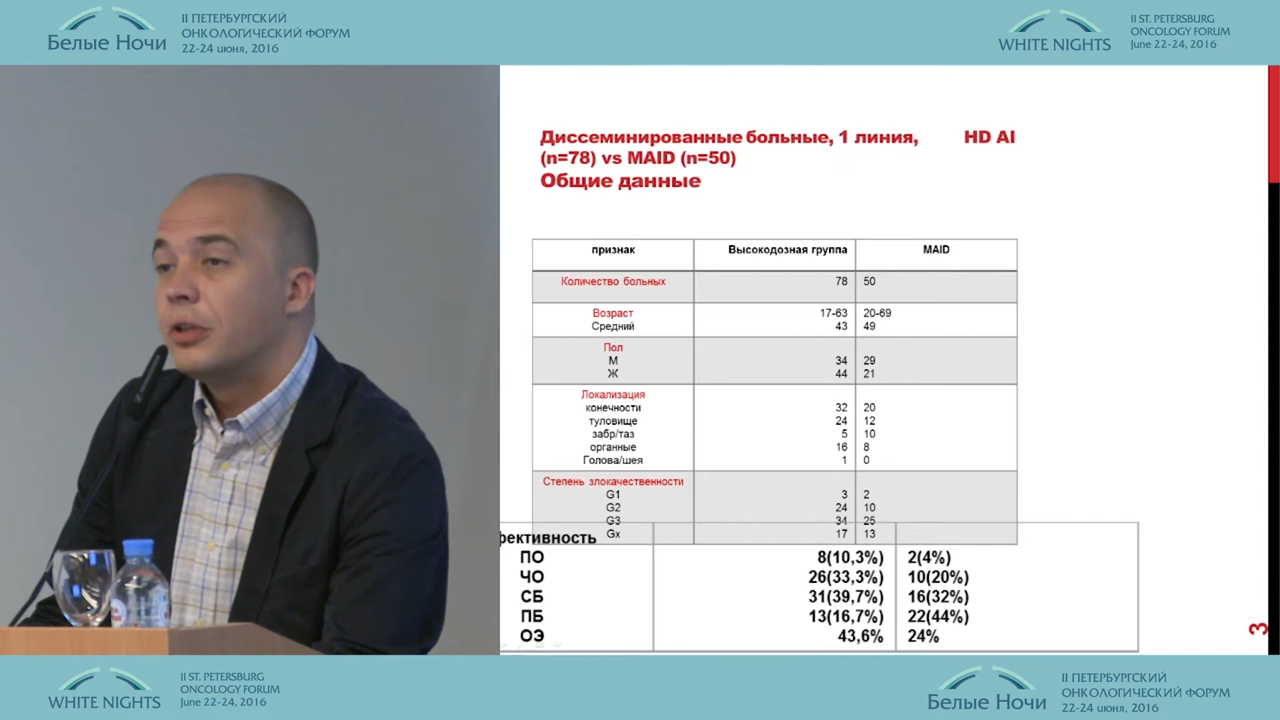 II ПЕТЕРБУРГСКИЙ
ОНКОЛОГИЧЕСКИЙ ФОРУМ
Белые Ночи
22-24 июня, 2016
II ST. PETERSBURG
ONCOLOGY FORUM
WHITE NIGHTS
June 22-24, 2016
Диссеминированные больные, 1 линия, HD AI
(n=78) vs MAID (n=50)
Общие данные
признак Высокодозная группа MAID
Количество больных 78 50
Возраст 17-63 20-69
Средний 43 49
Пол
М 34 29
Ж 44 21
Локализация
конечности 32 20
туловище 24 12
забр/таз 5 10
органные 16 8
Голова/шея 1 0
Степень злокачественности
G1 3 2
G2 24 10
G3 34 25
Gx 17 13
фективность
ПО 8(10,3%) 2(4%)
ЧО 26(33,3%) 10(20%)
СБ 31(39,7%) 16(32%)
ПБ 13(16,7%) 22(44%)
ОЭ 43,6% 24%
3
II ST. PETERSBURG
ONCOLOGY FORUM
WHITE NIGHTS
June 22-24, 2016
II ПЕТЕРБУРГСКИЙ
ОНКОЛОГИЧЕСКИЙ ФОРУМ
Белые Ночи
22-24 июня, 2016